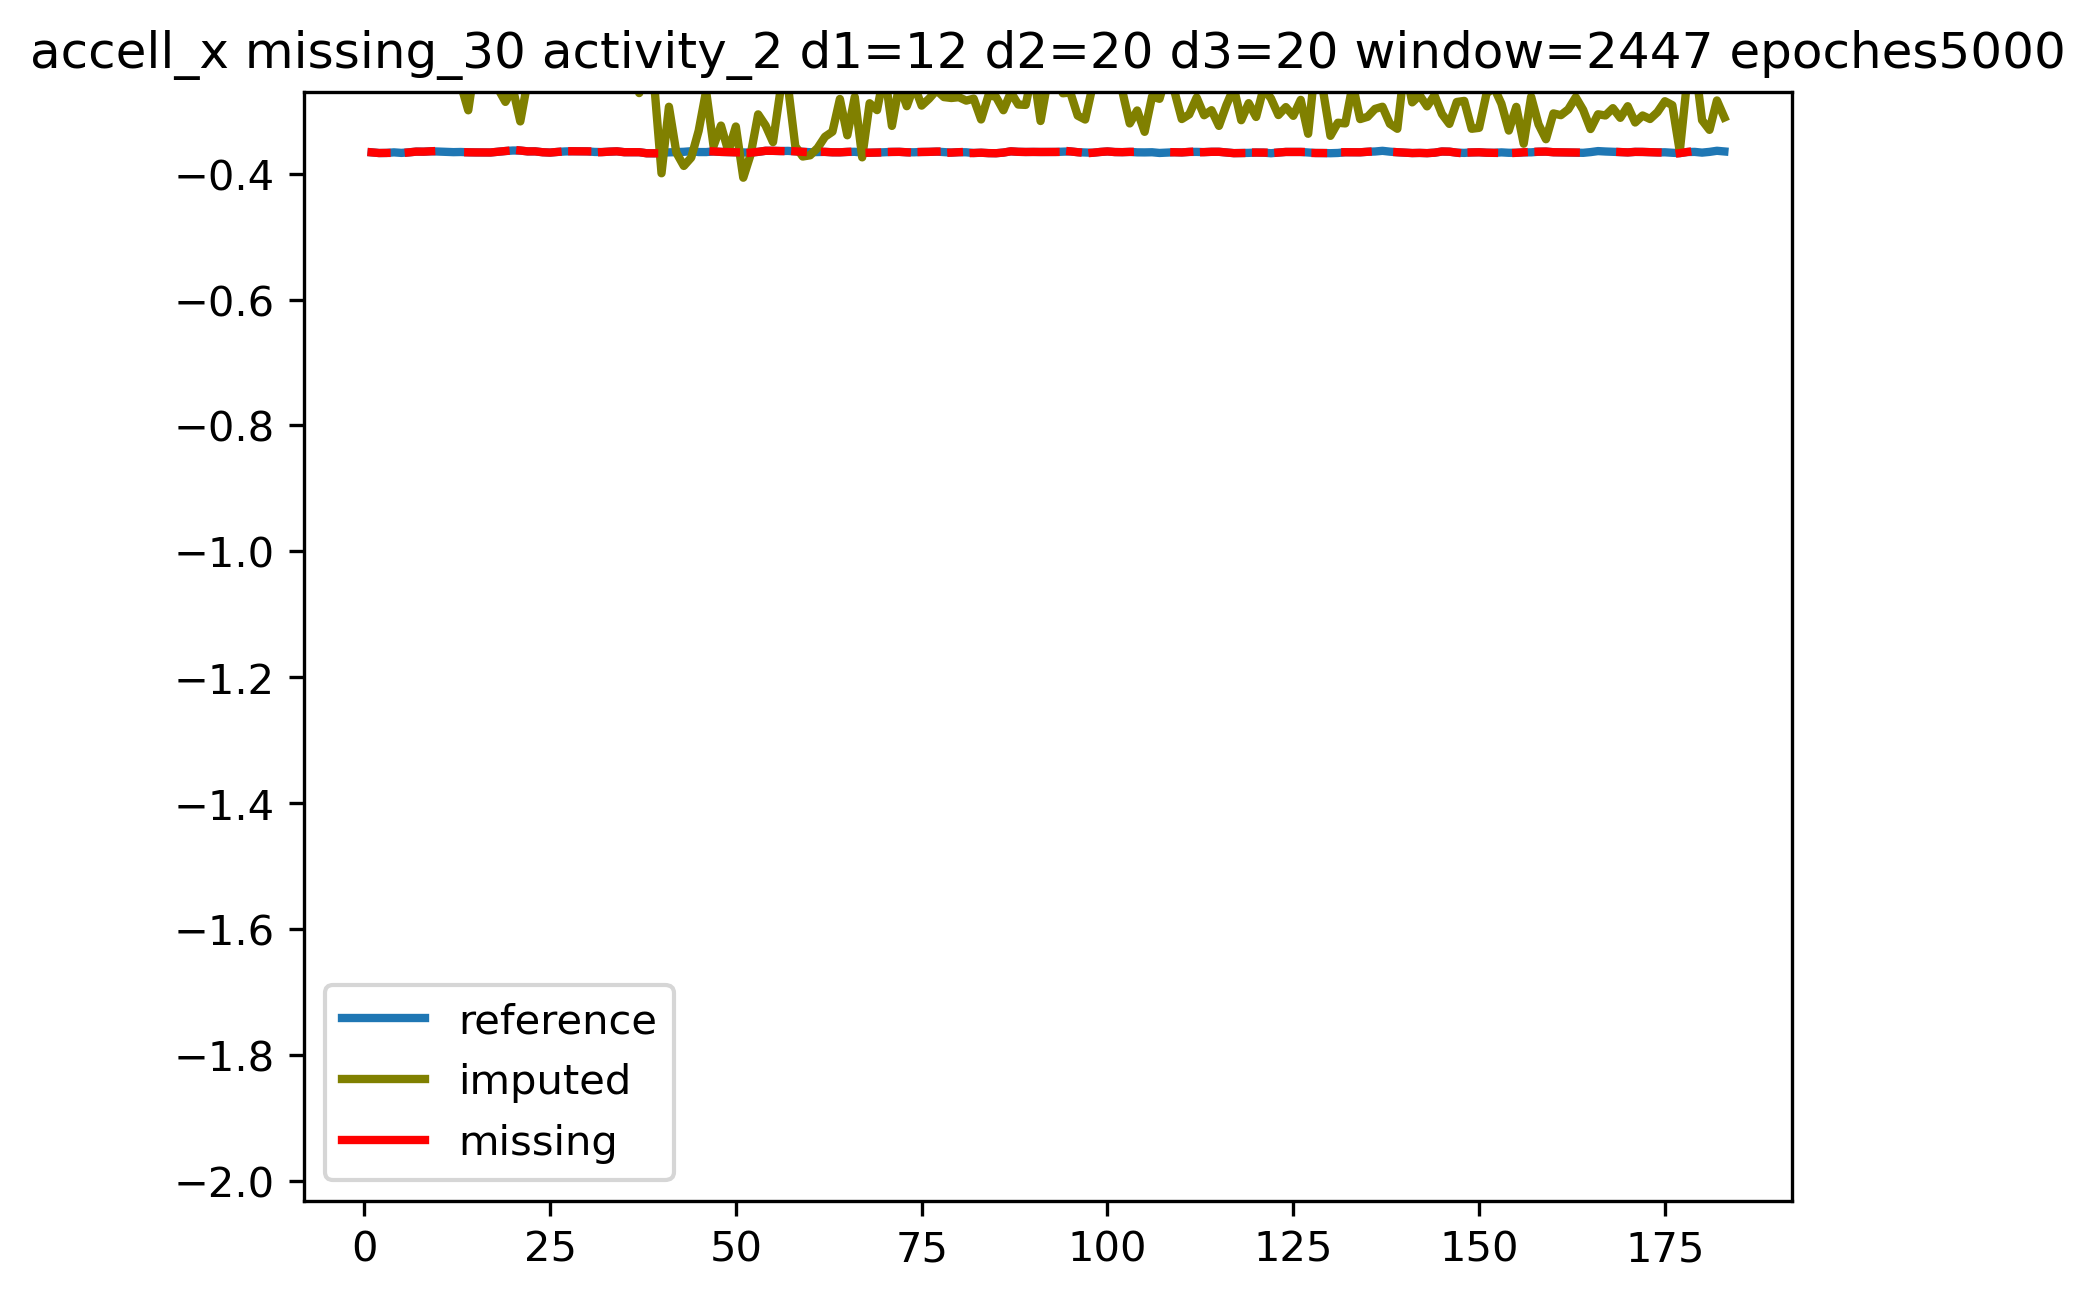 accell_x missing_30 activity_2 d1=12 d2=20 d3=20 window=2447 epoches5000
−0.4
−0.6
−0.8
−1.0
−1.2
−1.4
−1.6
−1.8
−2.0
reference
imputed
missing
0 25 50 75 100 125 150 175